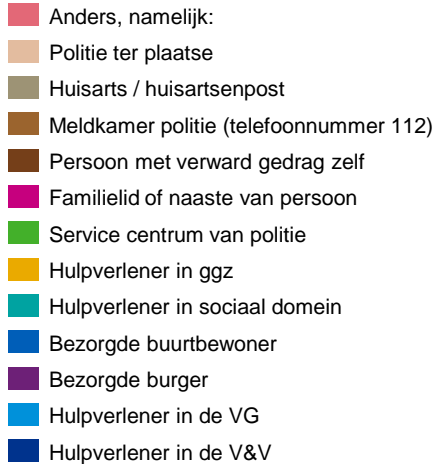 Anders, namelijk:
Politie ter plaatse
Huisarts / huisartsenpost
Meldkamer politie (telefoonnummer 112)
Persoon met verward gedrag zelf
Familielid of naaste van persoon
Service centrum van politie
Hulpverlener in ggz
Hulpverlener in sociaal domein
Bezorgde buurtbewoner
Bezorgde burger
Hulpverlener in de VG
Hulpverlener in de V&V